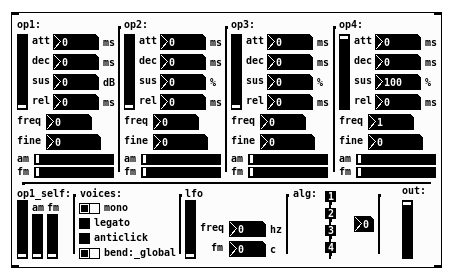 op1: op2: op3: op4:
att 0 ms att 0 ms att 0 ms att 0 ms
dec 0 ms dec 0 ms dec 0 ms dec 0 ms
sus 0 dB sus 0 % sus 0 % sus 100 %
rel 0 ms rel 0 ms rel 0 ms rel 0 ms
freq 0 freq 0 freq 0 freq 1
fine 0 fine 0 fine 0 fine 0
am am am am
fm fm fm fm
op1_self: voices: lfo alg: out:
am fm mono 1
legato 2 0
anticlick freq 0 hz 3
bend:_global fm 0 c 4